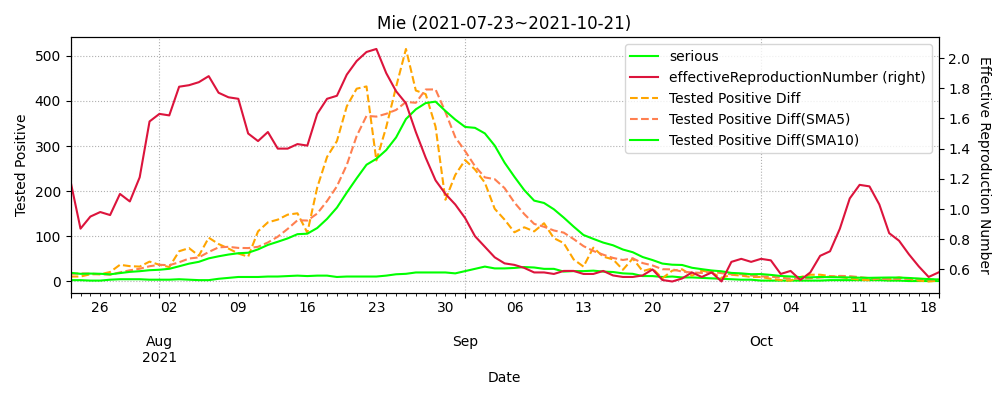 Mie (2021-07-23~2021-10-21)
serious
effectiveReproductionNumber (right)
Tested Positive Diff
Tested Positive Diff(SMA5)
Tested Positive Diff(SMA10)
Tested Positive
500
400
300
200
100
0
Effective Reproduction Number
2.0
1.8
1.6
1.4
1.2
1.0
0.8
0.6
26 02 09 16 23 30 06 13 20 27 04 11 18
Aug Sep Oct
2021
Date